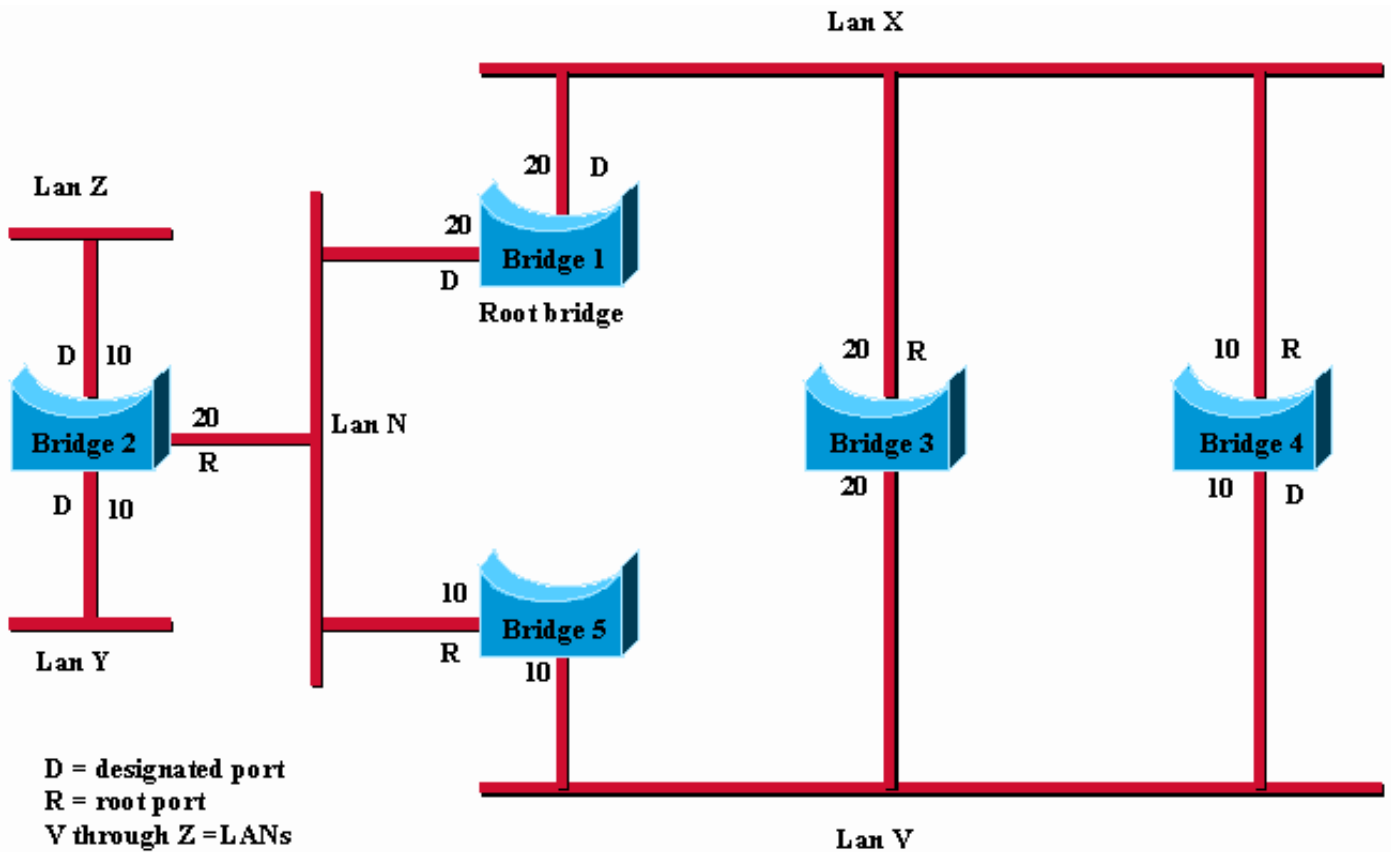 Lan X
20 D
Lan Z
20
Bridge 1
D
Root bridge
D 10
20 R
10 R
20
Lan N
Bridge 2
Bridge 3
Bridge 4
R
D 10
20
10 D
10
Bridge 5
R
10
Lan Y
D = designated port
R = root port
V through Z =LANs
Lan V